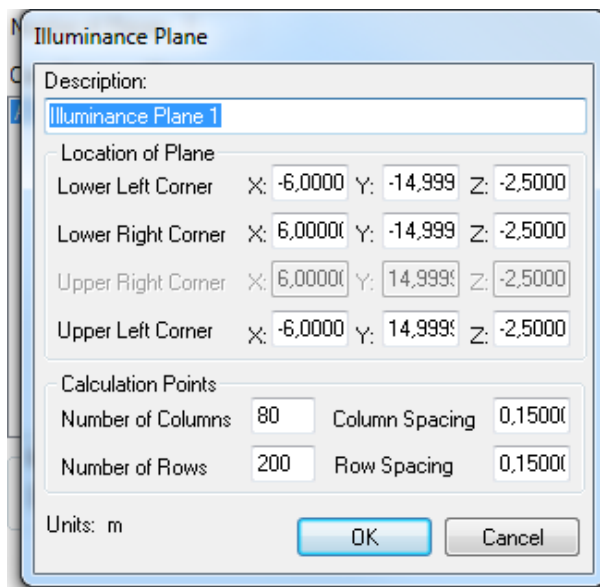 Illuminance Plane
Description:
Illuminance Plane 1
Location of Plane
Lower Left Corner X: -6,0000 Y: -14,999 Z: -2,5000
Lower Right Corner X: 6,0000 Y: -14,999 Z: -2,5000
Upper Right Corner X: 6,0000 Y: 14,999 Z: -2,5000
Upper Left Corner X: -6,0000 Y: 14,999 Z: -2,5000
Calculation Points
Number of Columns 80 Column Spacing 0,1500
Number of Rows 200 Row Spacing 0,1500
Units: m OK Cancel